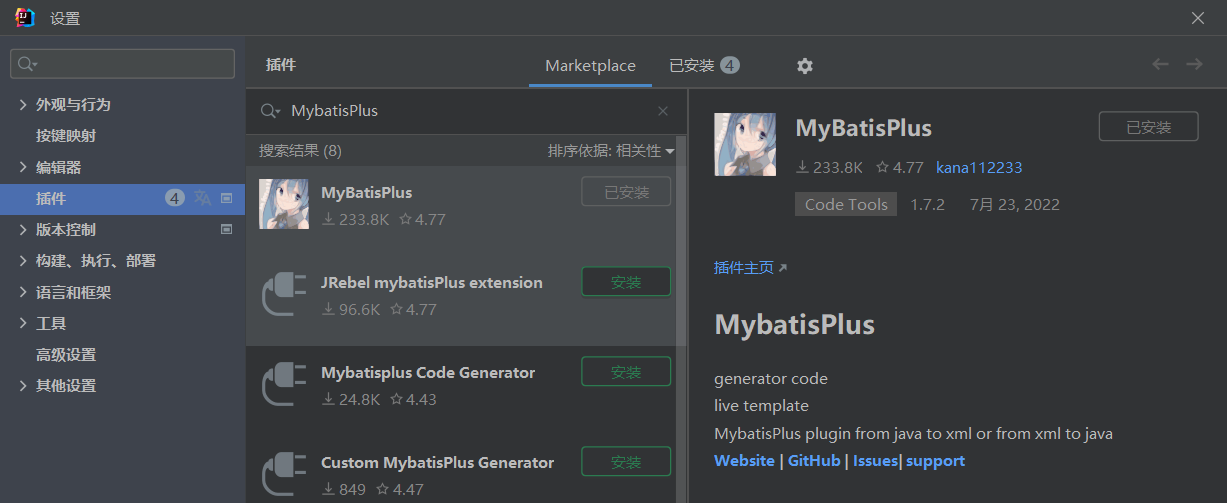 设置
外观与行为
按键映射
编辑器
插件 4
版本控制
构建、执行、部署
语言和框架
工具
高级设置
其他设置
插件 Marketplace 已安装 4
MybatisPlus
搜索结果 (8) 排序依据: 相关性
MyBatisPlus 已安装
233.8K 4.77
JRebel mybatisPlus extension 安装
96.6K 4.77
Mybatisplus Code Generator 安装
24.8K 4.43
Custom MybatisPlus Generator 安装
849 4.47
MyBatisPlus 已安装
233.8K 4.77 kana112233
Code Tools 1.7.2 7月 23, 2022
插件主页
MybatisPlus
generator code
live template
MybatisPlus plugin from java to xml or from xml to java
Website | GitHub | Issues| support